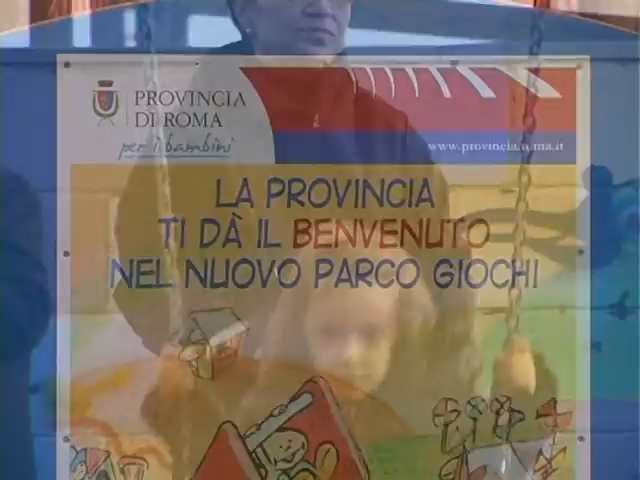 PROVINCIA
DI ROMA
per i bambini
www.provincia.roma.it
LA PROVINCIA
TI DÀ IL BENVENUTO
NEL NUOVO PARCO GIOCHI